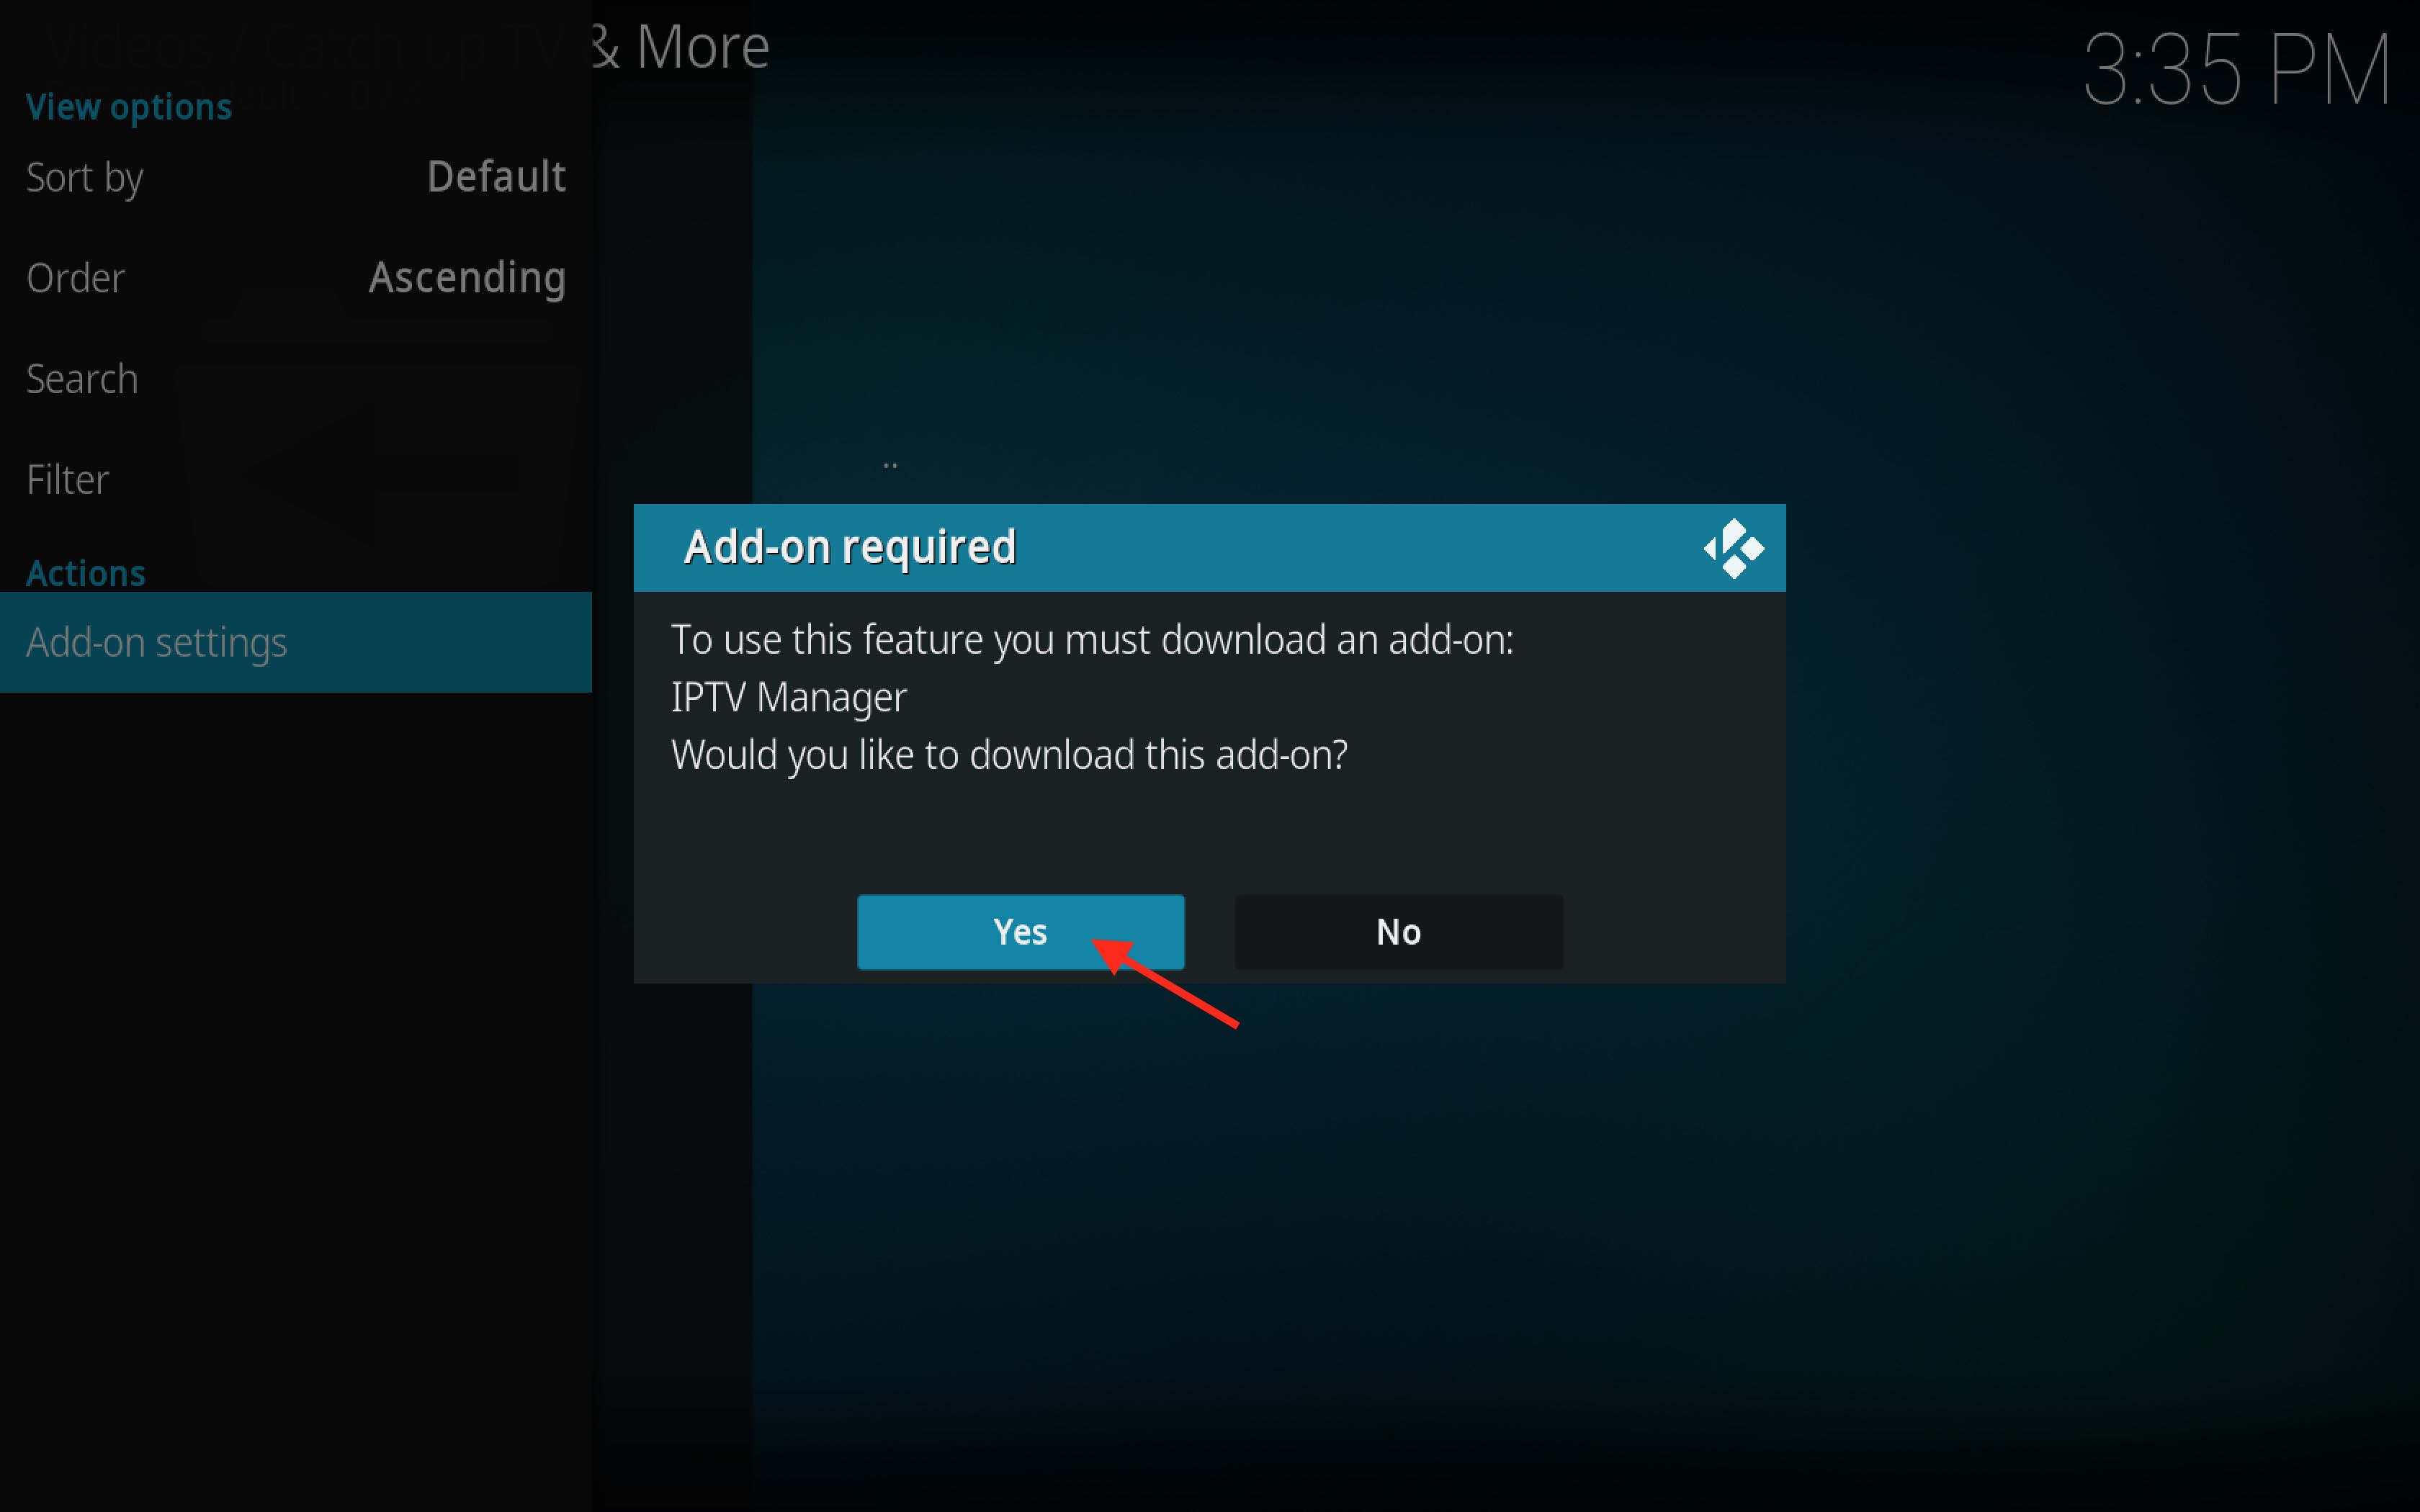 & More
3:35 PM
View options
Sort by Default
Order Ascending
Search
Filter
Actions
Add-on settings
..
Add-on required
To use this feature you must download an add-on:
IPTV Manager
Would you like to download this add-on?
Yes No